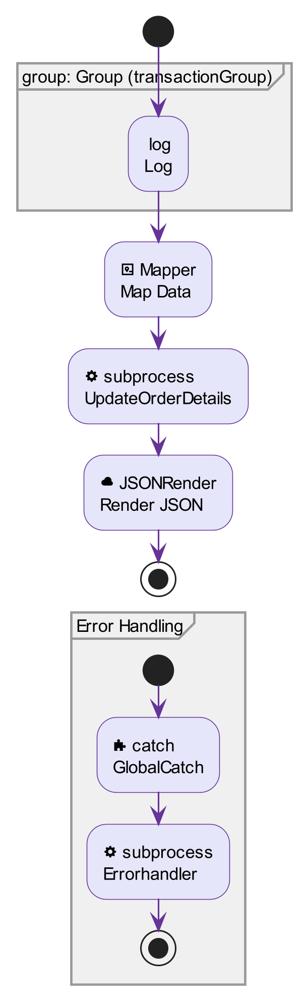 group: Group (transactionGroup)
log
Log
Mapper
Map Data
subprocess
UpdateOrderDetails
JSONRender
Render JSON
Error Handling
catch
GlobalCatch
subprocess
Errorhandler